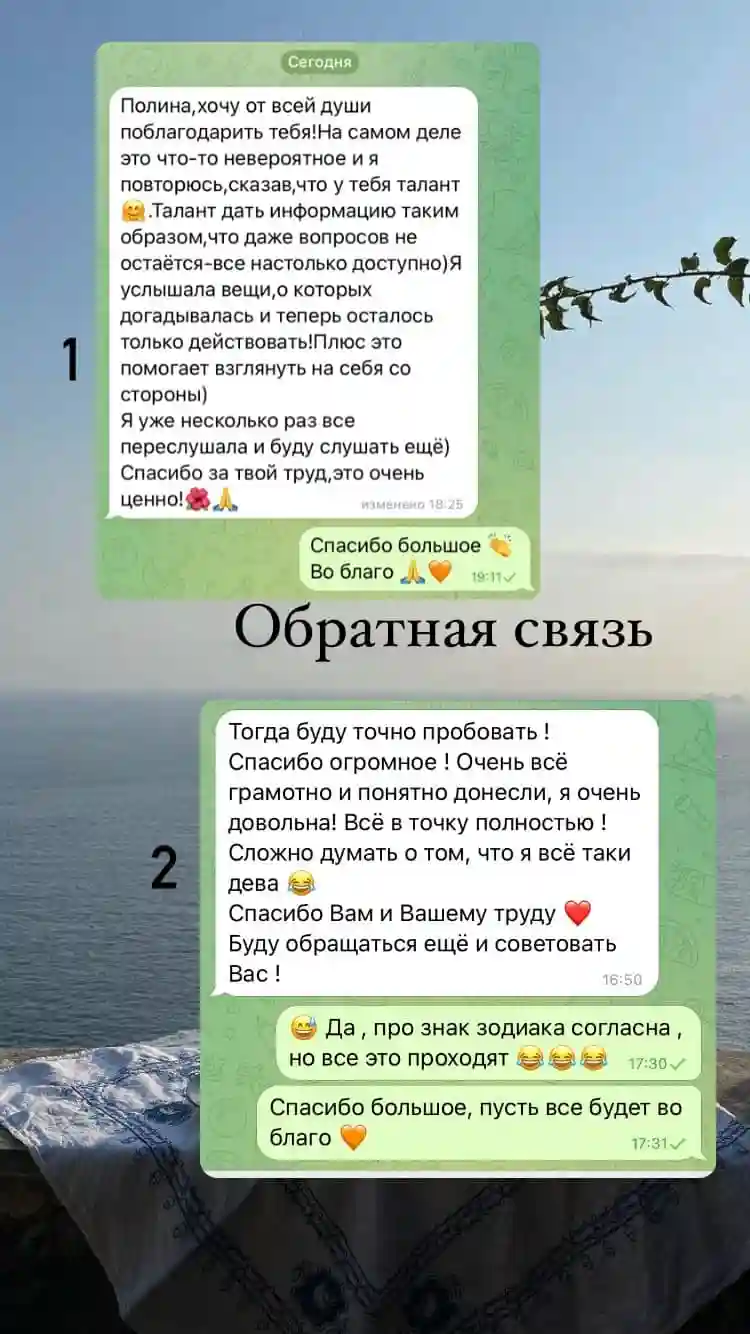 Сегодня
Полина,хочу от всей души
поблагодарить тебя!На самом деле
это что-то невероятное и я
повторюсь,сказав,что у тебя талант
🤗.Талант дать информацию таким
образом,что даже вопросов не
остаётся-все настолько доступно)Я
услышала вещи,о которых
догадывалась и теперь осталось
только действовать!Плюс это
помогает взглянуть на себя со
стороны)
Я уже несколько раз все
переслушала и буду слушать ещё)
Спасибо за твой труд,это очень
ценно!🌺🙏
изменено 18:25
1
Спасибо большое 👏
Во благо 🙏🧡 19:11
Обратная связь
Тогда буду точно пробовать !
Спасибо огромное ! Очень всё
грамотно и понятно донесли, я очень
довольна! Всё в точку полностью !
Сложно думать о том, что я всё таки
дева 😂
Спасибо Вам и Вашему труду ❤️
Буду обращаться ещё и советовать
Вас !
16:50
2
😅 Да , про знак зодиака согласна ,
но все это проходят 😂😂😂 17:30
Спасибо большое, пусть все будет во
благо 🧡 17:31